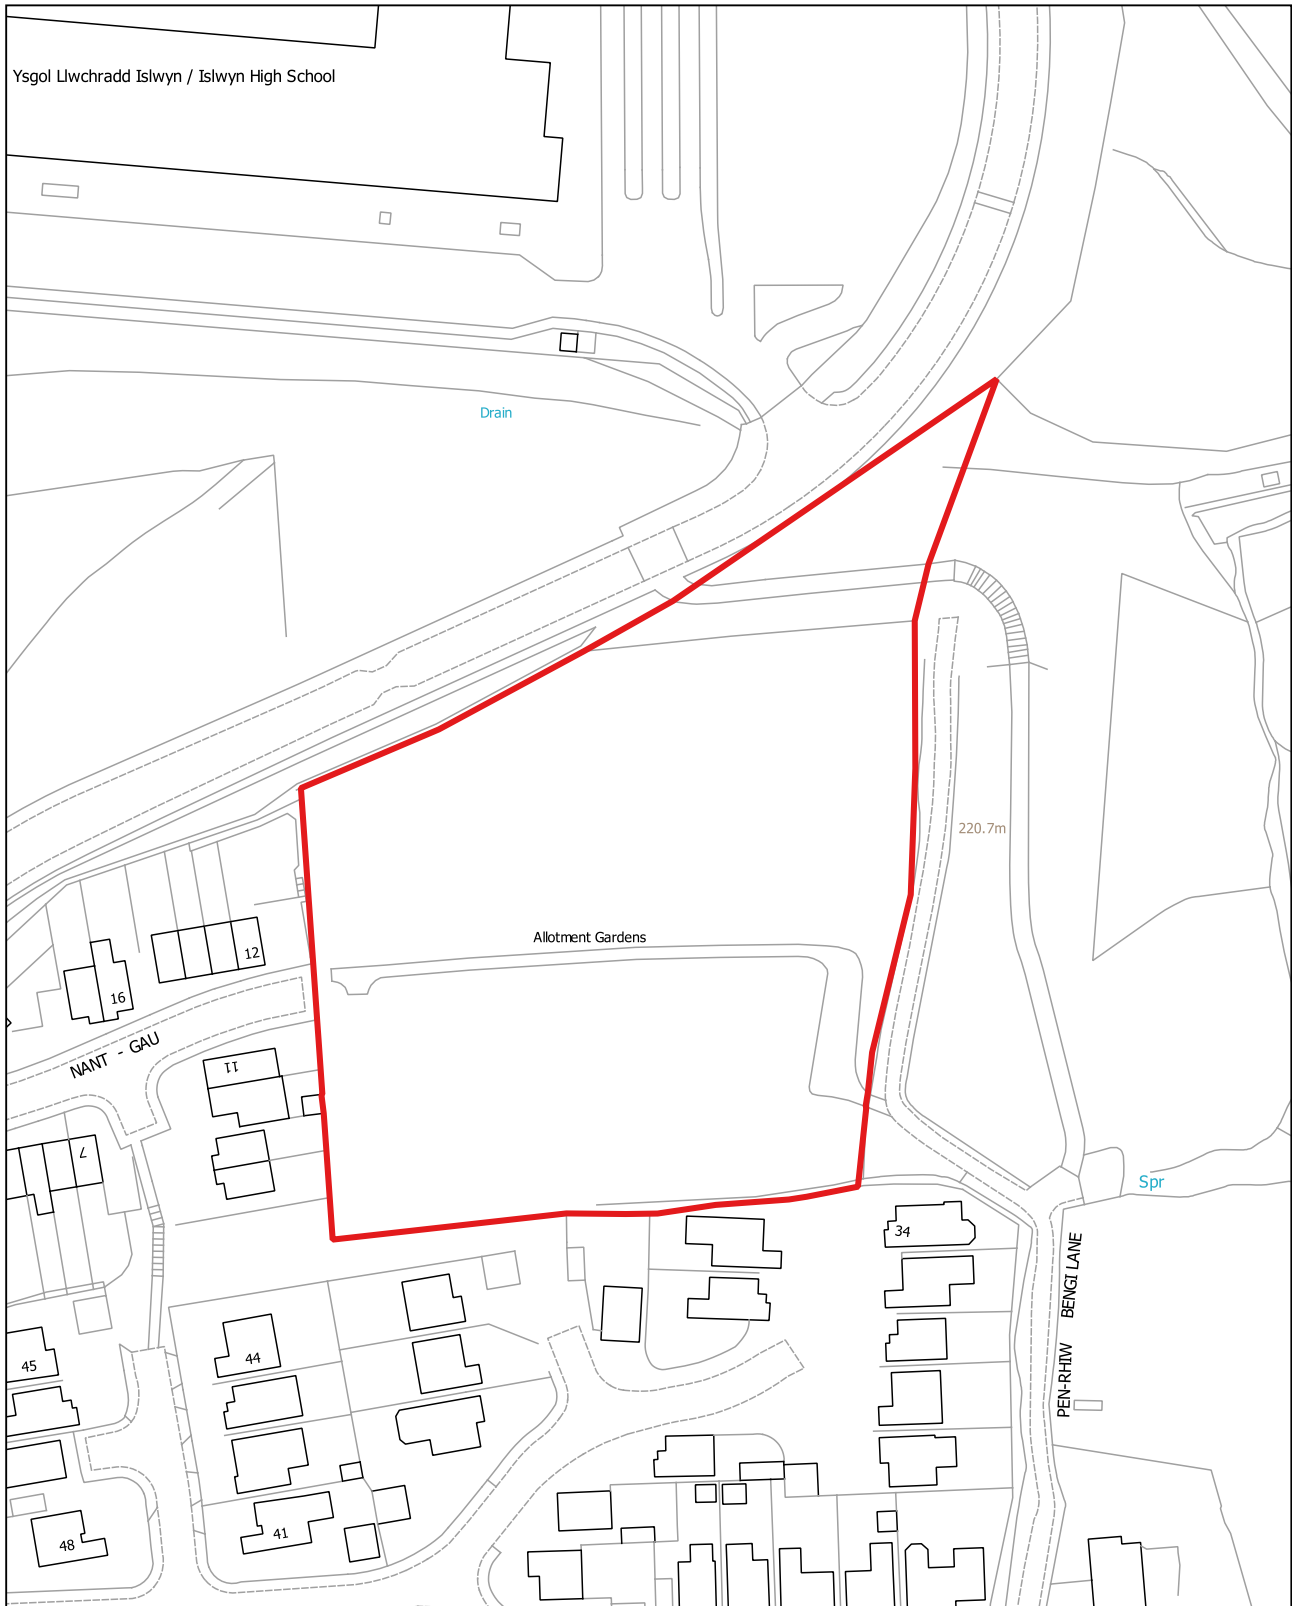 Ysgol Llwchradd Islwyn / Islwyn High School
Drain
220.7m
Allotment Gardens
12
16
NANT - GAU
11
7
Spr
34
PEN-RHIW BENGI LANE
45
44
48
41